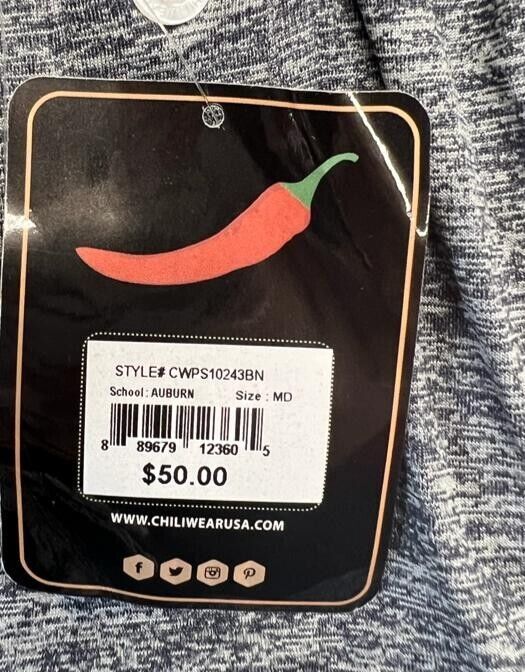 STYLE# CWPS10243BN
School: AUBURN Size : MD
8 89679 12360 5
$50.00
WWW.CHILIWEARUSA.COM